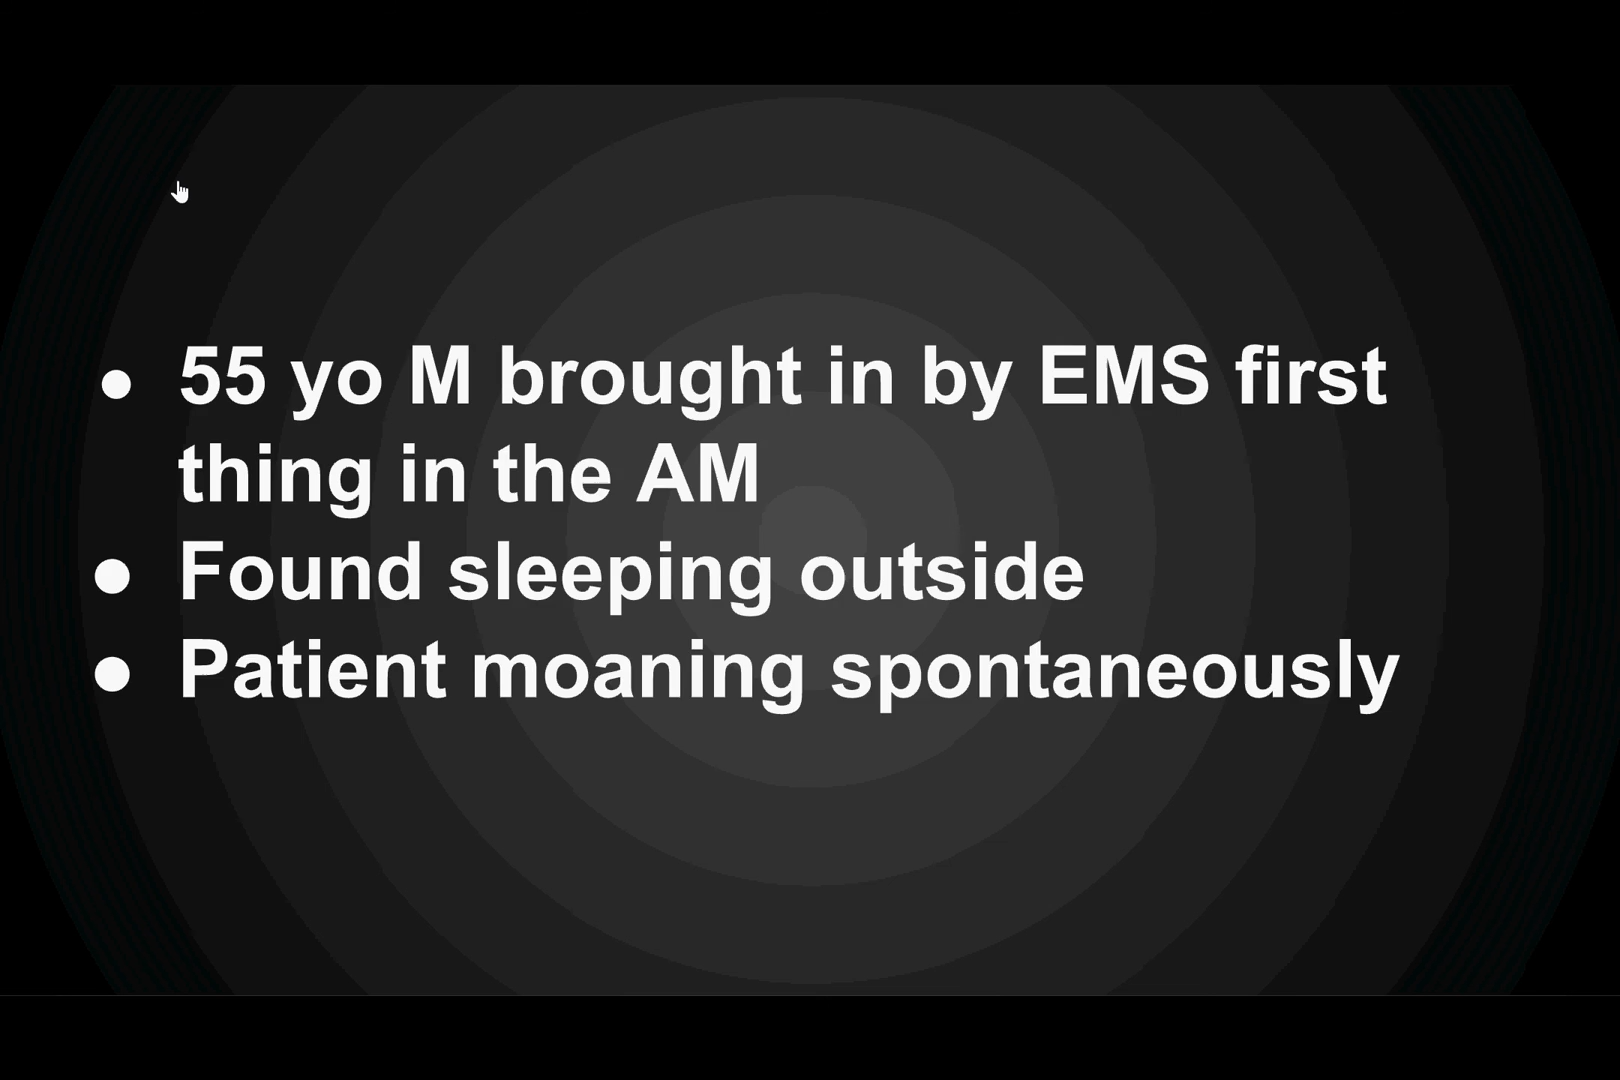 ● 55 yo M brought in by EMS first
thing in the AM
● Found sleeping outside
● Patient moaning spontaneously